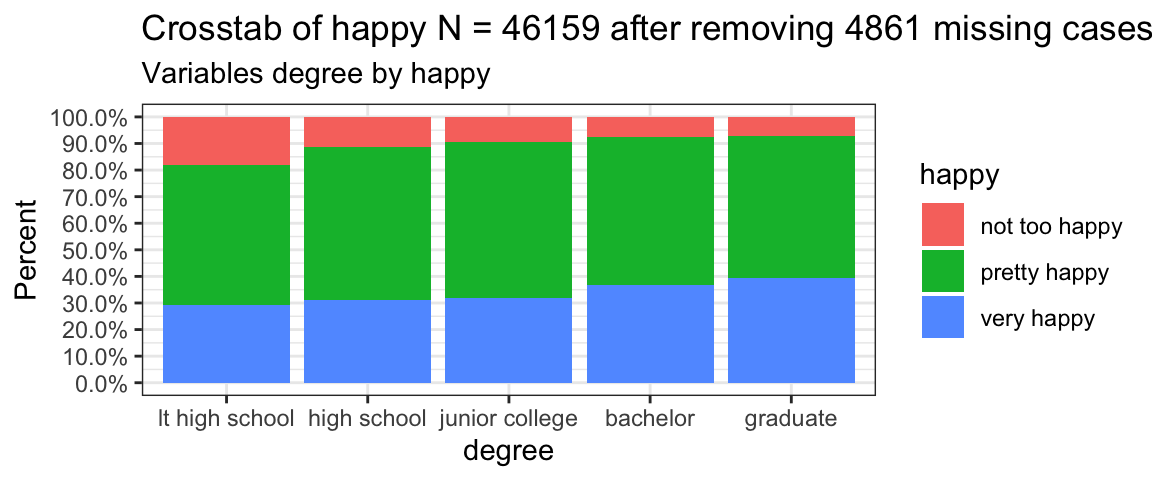 Crosstab of happy N = 46159 after removing 4861 missing cases
Variables degree by happy
Percent
100.0%
90.0%
80.0%
70.0%
60.0%
50.0%
40.0%
30.0%
20.0%
10.0%
0.0%
lt high school high school junior college bachelor graduate
degree
happy
not too happy
pretty happy
very happy